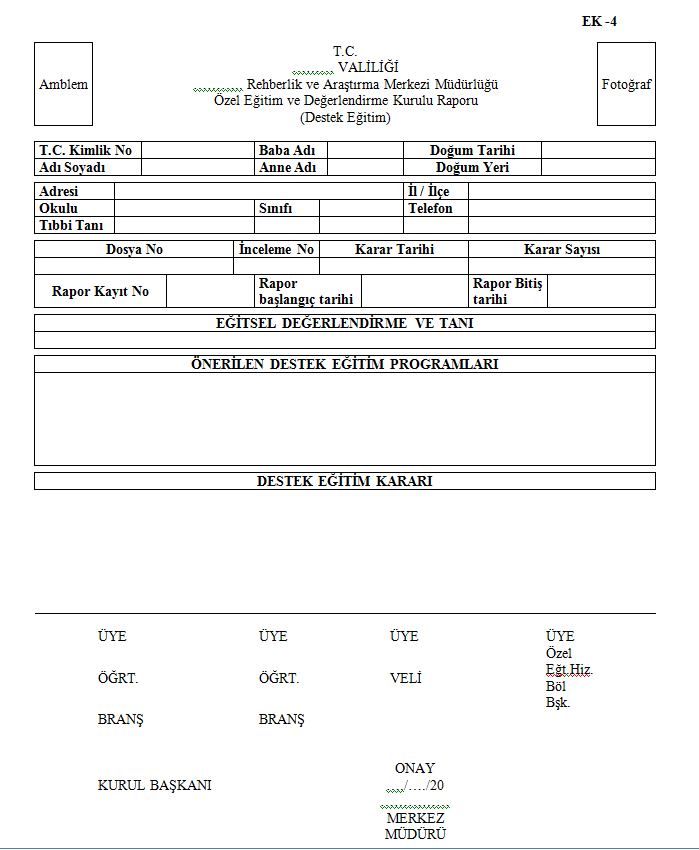 EK -4
Amblem
T.C.
......... VALİLİĞİ
........... Rehberlik ve Araştırma Merkezi Müdürlüğü
Özel Eğitim ve Değerlendirme Kurulu Raporu
(Destek Eğitim)
Fotoğraf
T.C. Kimlik No Baba Adı Doğum Tarihi
Adı Soyadı Anne Adı Doğum Yeri
Adresi İl / İlçe
Okulu Sınıfı Telefon
Tıbbi Tanı
Dosya No İnceleme No Karar Tarihi Karar Sayısı
Rapor Kayıt No Rapor başlangıç tarihi Rapor Bitiş tarihi
EĞİTSEL DEĞERLENDİRME VE TANI
ÖNERİLEN DESTEK EĞİTİM PROGRAMLARI
DESTEK EĞİTİM KARARI
ÜYE ÜYE ÜYE ÜYE
Özel
ÖĞRT. ÖĞRT. VELİ Eğt.Hiz.
Böl
Bşk.
BRANŞ BRANŞ
ONAY
KURUL BAŞKANI ..../…./20
................
MERKEZ
MÜDÜRÜ